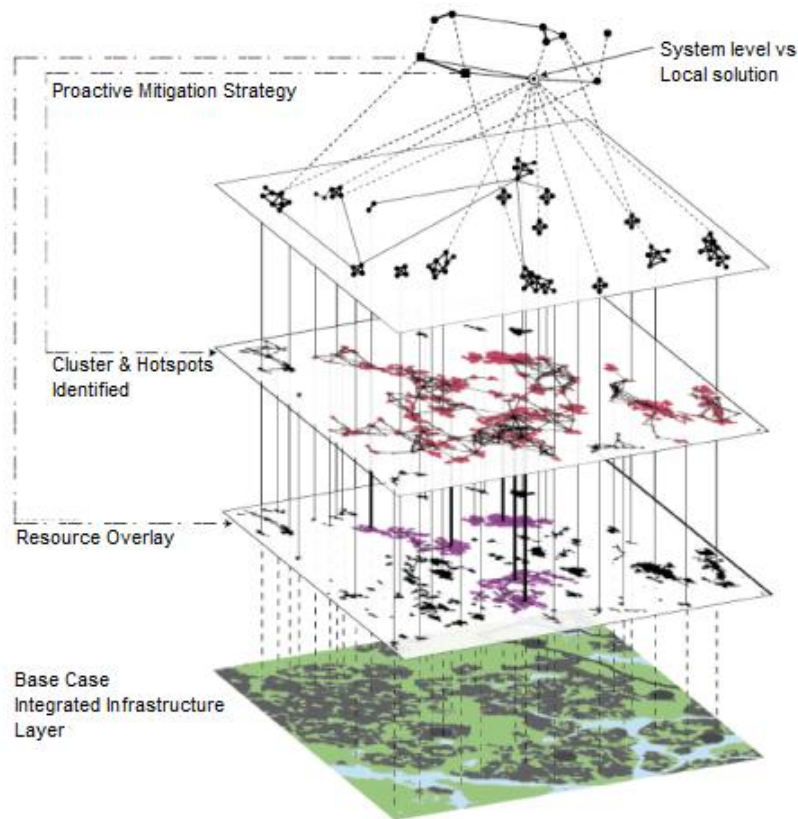 System level vs
Local solution
Proactive Mitigation Strategy
Cluster & Hotspots
Identified
Resource Overlay
Base Case
Integrated Infrastructure
Layer